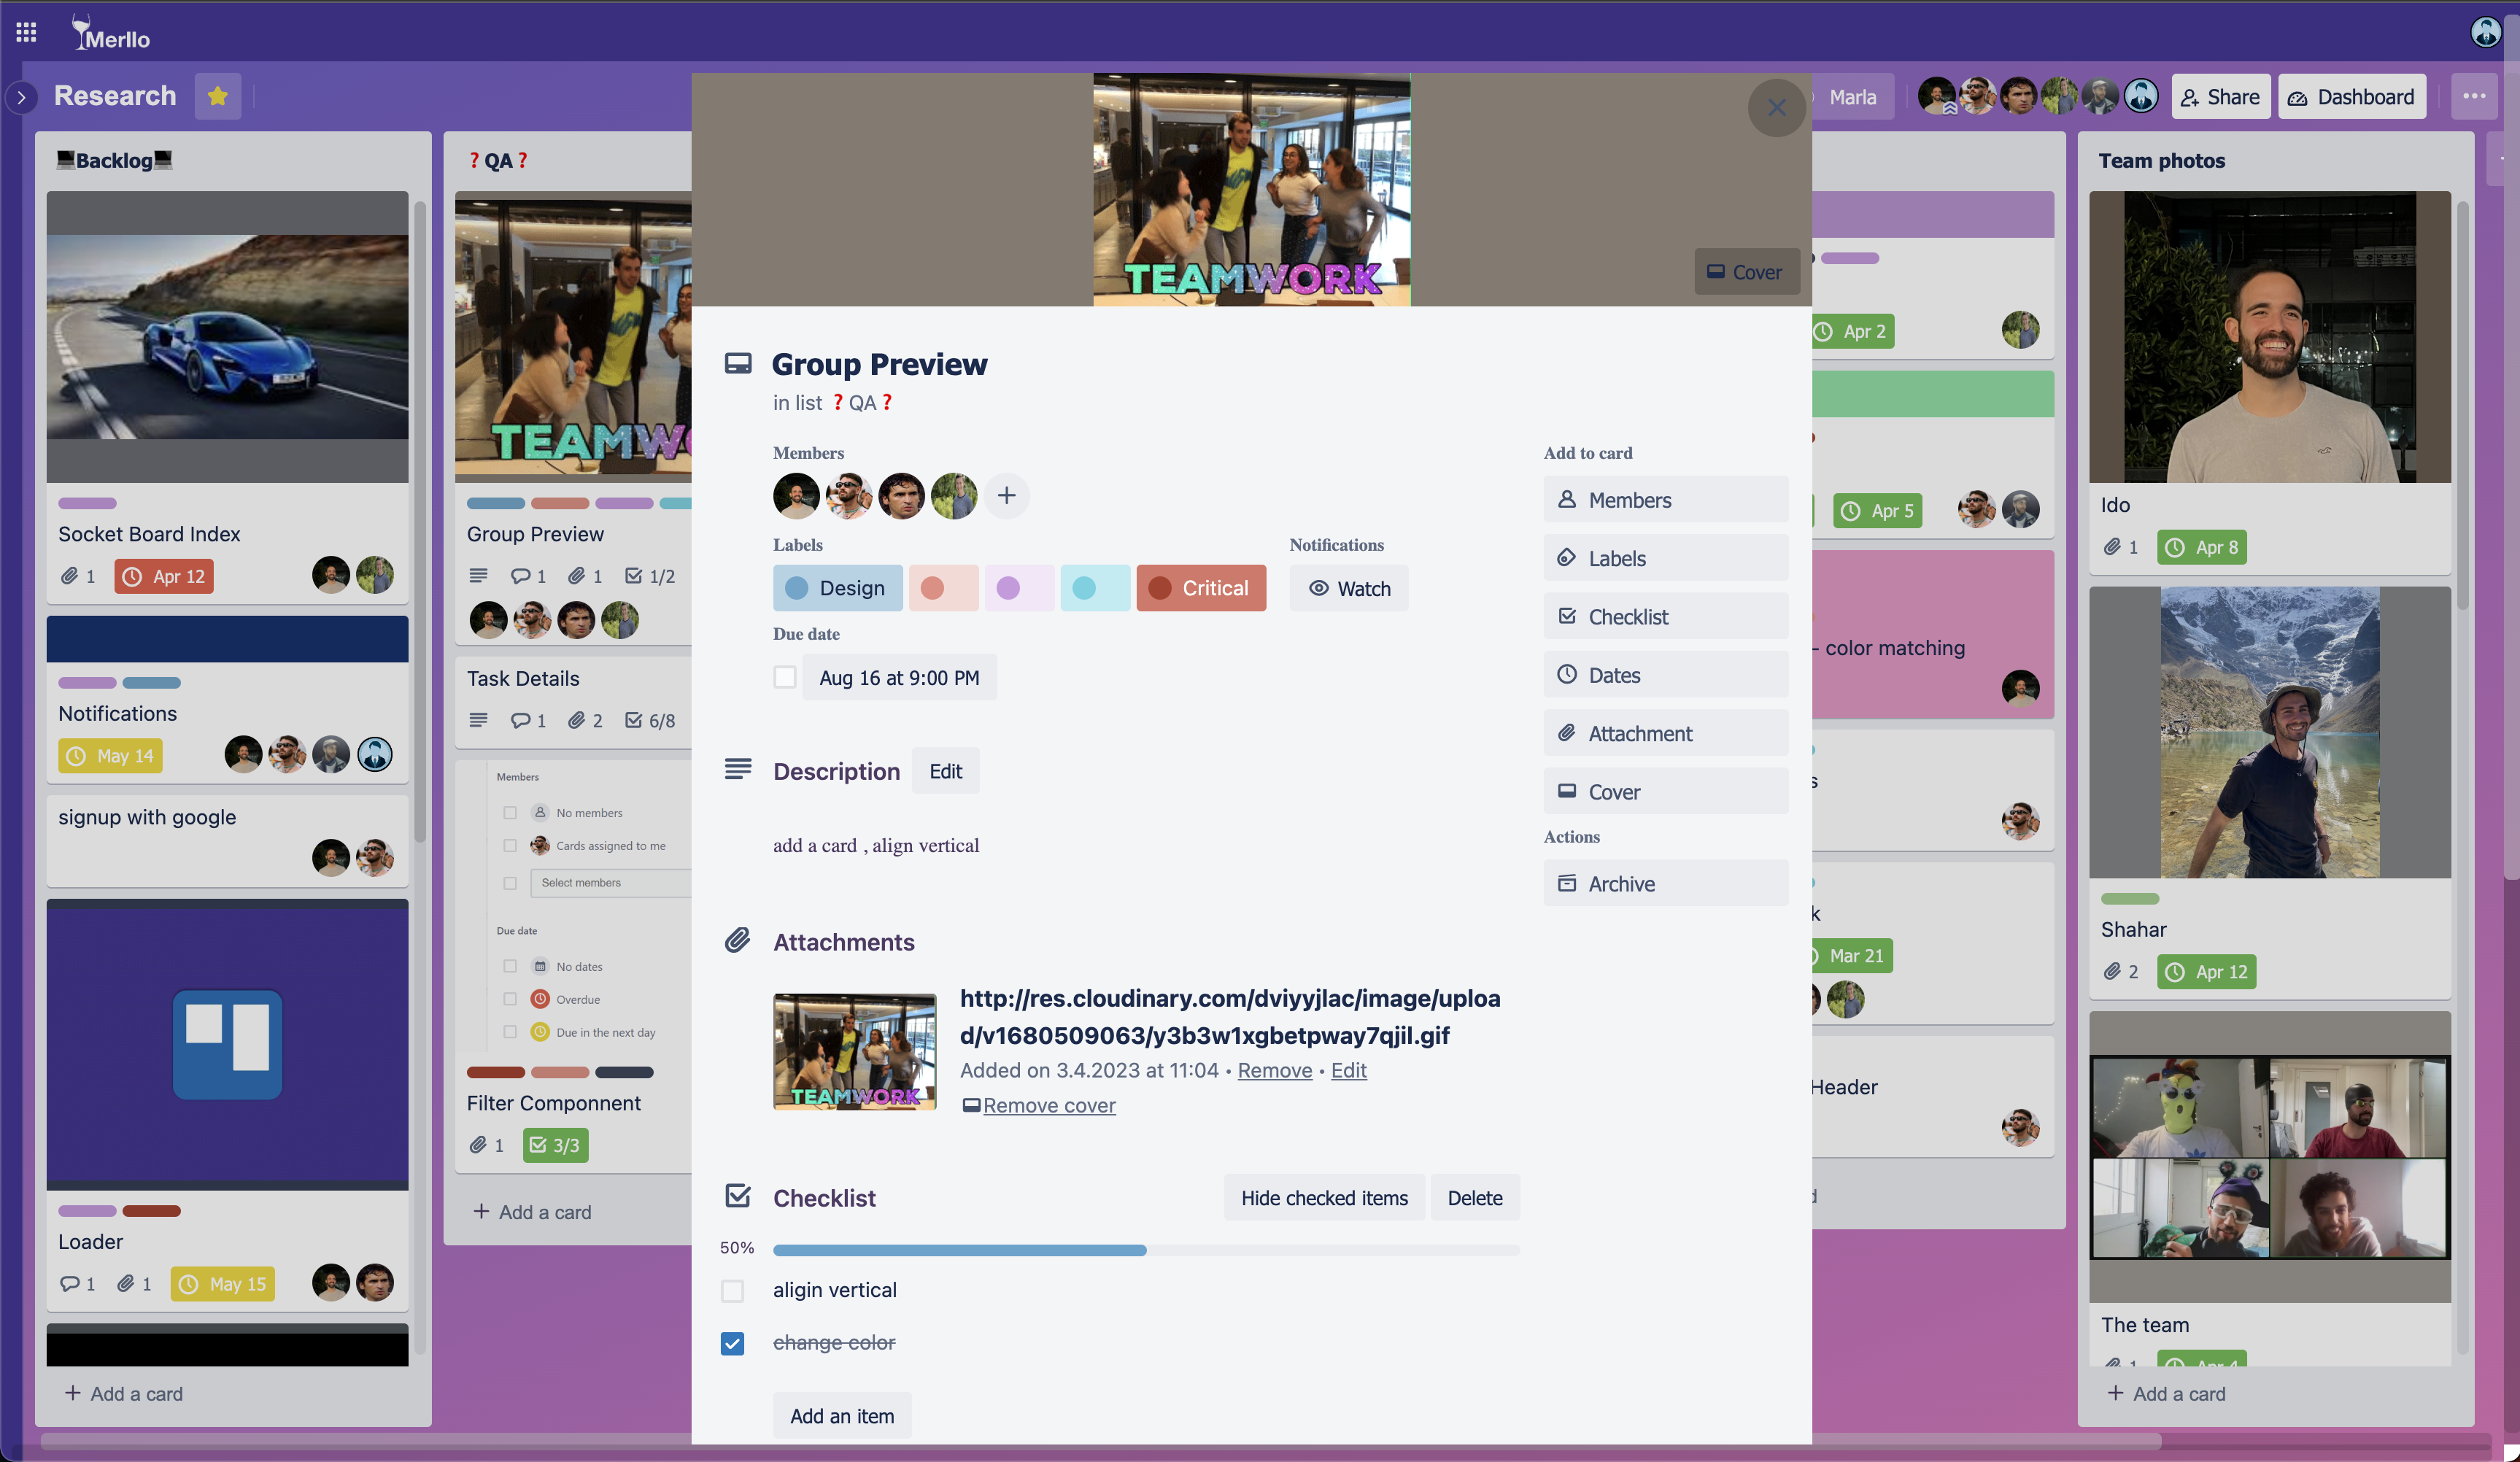 Merllo
Research
Marla
Share
Dashboard
Backlog
Socket Board Index
1
Apr 12
Notifications
May 14
signup with google
Loader
1
1
May 15
+ Add a card
❓QA❓
TEAMW
Group Preview
1
1
1/2
Task Details
1
2
6/8
Members
No members
Cards assigned to me
Select members
Due date
No dates
Overdue
Due in the next day
Filter Componnent
1
3/3
+ Add a card
TEAMWORK
Cover
Group Preview
in list ❓QA❓
Members
Labels
Design
Critical
Notifications
Watch
Due date
Aug 16 at 9:00 PM
Description
Edit
add a card , align vertical
Attachments
TEAMWORK
http://res.cloudinary.com/dviyyjlac/image/uploa
d/v1680509063/y3b3w1xgbetpway7qjil.gif
Added on 3.4.2023 at 11:04 • Remove • Edit
Remove cover
Checklist
Hide checked items
Delete
50%
aligin vertical
change color
Add an item
Add to card
Members
Labels
Checklist
Dates
Attachment
Cover
Actions
Archive
Apr 2
Apr 5
- color matching
s
k
Mar 21
Header
Team photos
Ido
1
Apr 8
Shahar
2
Apr 12
The team
1
Apr 4
+ Add a card